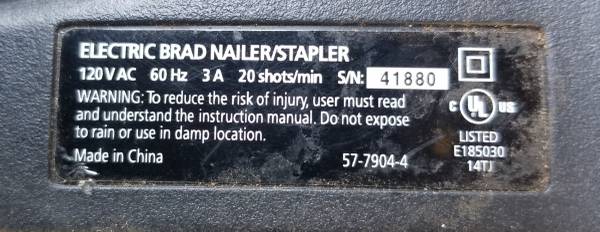 ELECTRIC BRAD NAILER/STAPLER
120VAC 60 Hz 3 A 20 shots/min S/N: 41880
WARNING: To reduce the risk of injury, user must read
and understand the instruction manual. Do not expose
to rain or use in damp location.
Made in China 57-7904-4
C UL US
LISTED
E185030
14TJ